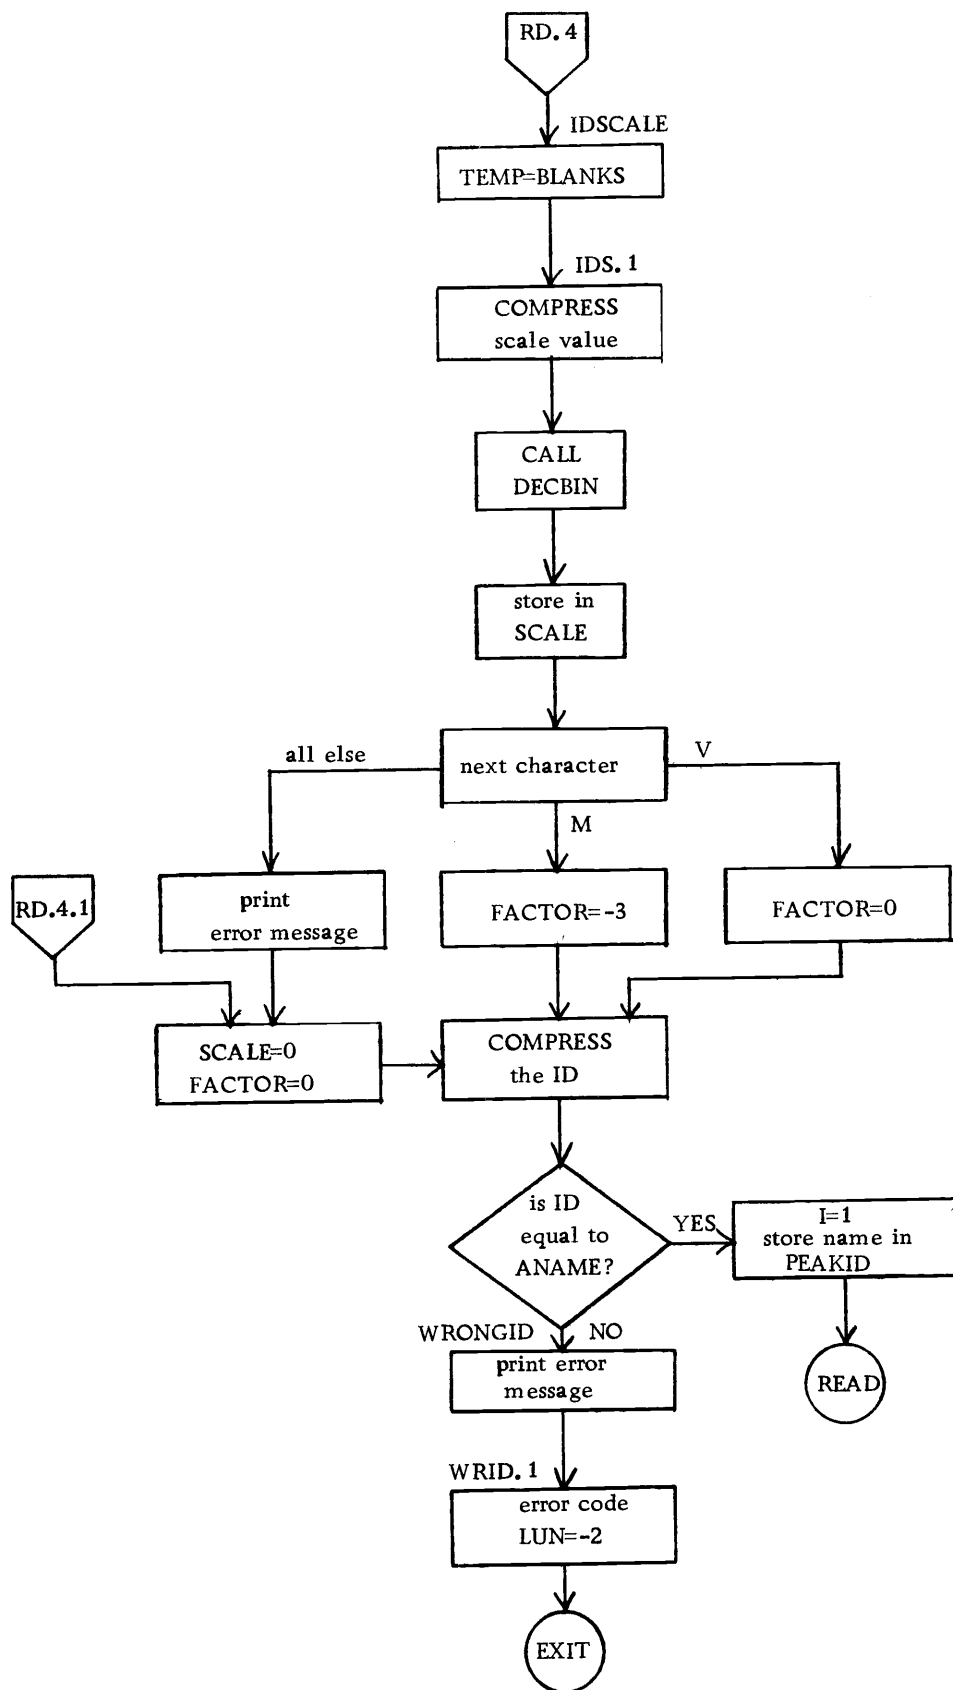 RD. 4
IDSCALE
TEMP=BLANKS
IDS. 1
COMPRESS
scale value
CALL
DECBIN
store in
SCALE
all else
next character
V
M
RD.4.1
print
error message
FACTOR=-3
FACTOR=0
SCALE=0
FACTOR=0
COMPRESS
the ID
is ID
equal to
ANAME?
YES
I=1
store name in
PEAKID
WRONGID
NO
print error
message
READ
WRID. 1
error code
LUN=-2
EXIT